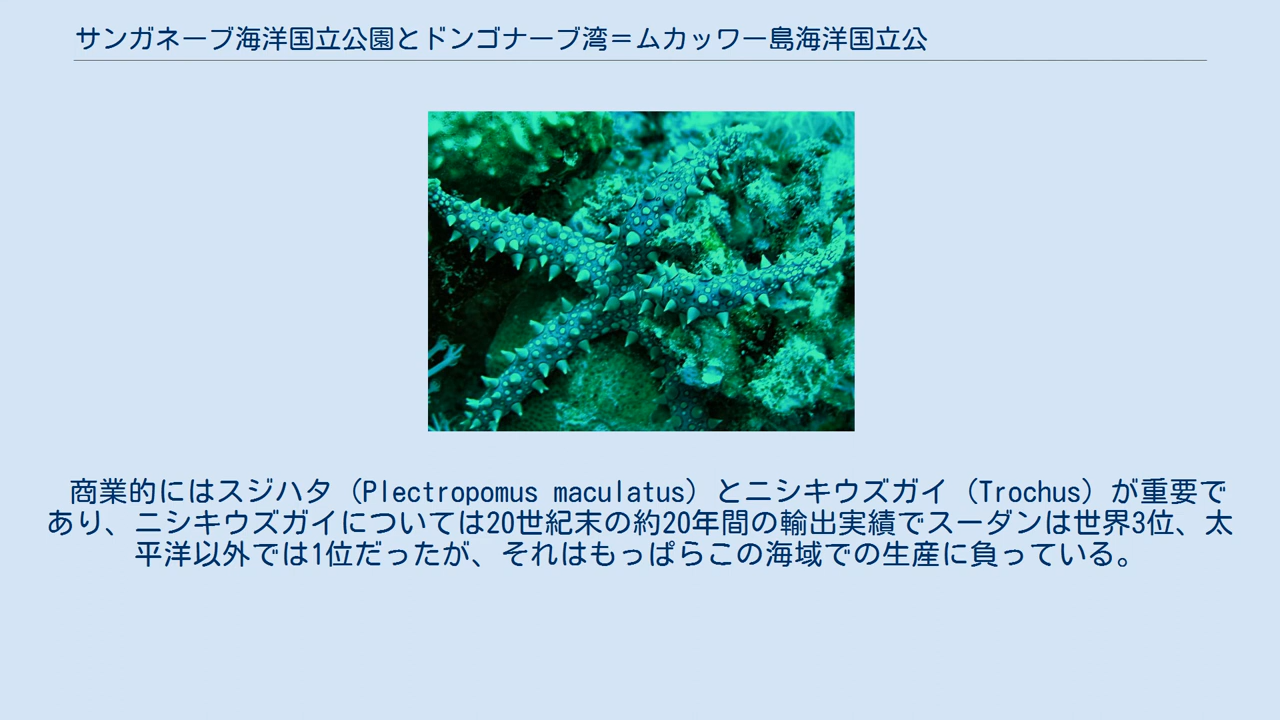 サンガネーブ海洋国立公園とドンゴナーブ湾＝ムカッワー島海洋国立公
商業的にはスジハタ（Plectropomus maculatus）とニシキウズガイ（Trochus）が重要で
あり、ニシキウズガイについては20世紀末の約20年間の輸出実績でスーダンは世界3位、太
平洋以外では1位だったが、それはもっぱらこの海域での生産に負っている。